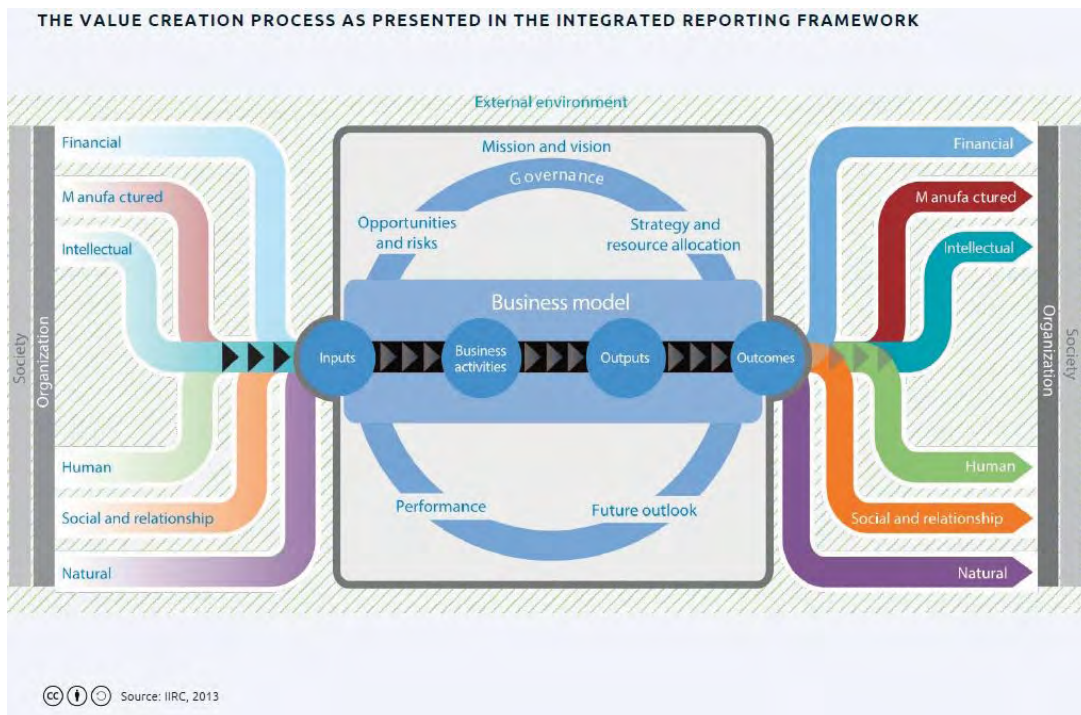 THE VALUE CREATION PROCESS AS PRESENTED IN THE INTEGRATED REPORTING FRAMEWORK
External environment
Society
Organization
Financial
Manufa ctured
Intellectual
Human
Social and relationship
Natural
Mission and vision
Governance
Opportunities
and risks
Strategy and
resource allocation
Business model
Inputs
Business
activities
Outputs
Outcomes
Performance
Future outlook
Financial
Manufa ctured
Intellectual
Human
Social and relationship
Natural
Organization
Society
cc Source: IIRC, 2013